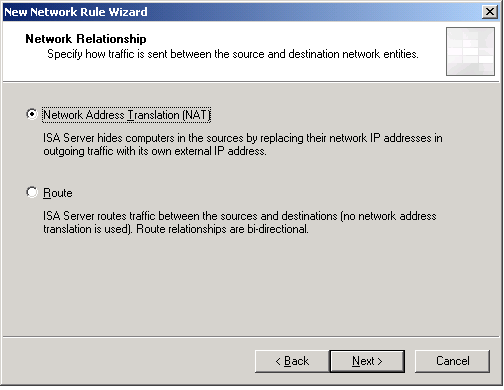 New Network Rule Wizard
Network Relationship
Specify how traffic is sent between the source and destination network entities.
Network Address Translation (NAT)
ISA Server hides computers in the sources by replacing their network IP addresses in
outgoing traffic with its own external IP address.
Route
ISA Server routes traffic between the sources and destinations (no network address
translation is used). Route relationships are bi-directional.
< Back
Next >
Cancel